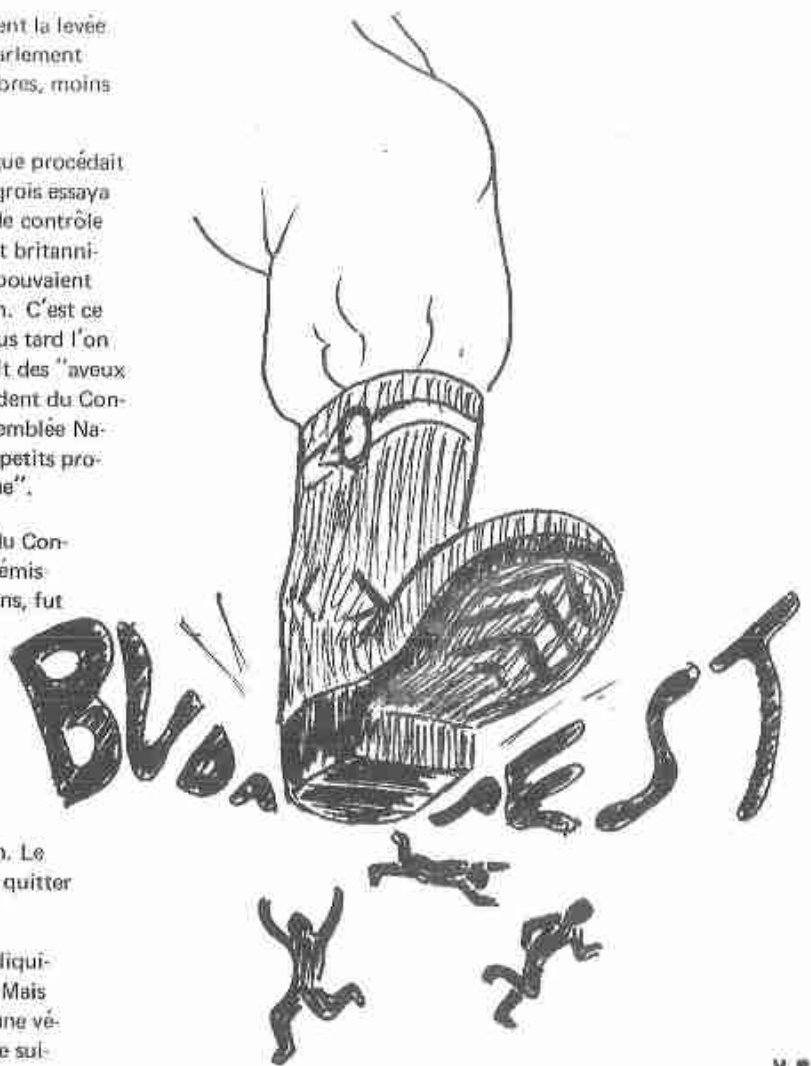 ent la levée
arlement
bres, moins
ue procédait
grois essaya
le contrôle
t britanni-
pouvaient
n. C'est ce
us tard l'on
it des "aveux
dent du Con-
emblée Na-
petits pro-
ne".
du Con-
émis
ns, fut
BUDAPEST
n. Le
quitter
liqui-
Mais
une vé-
e sui-